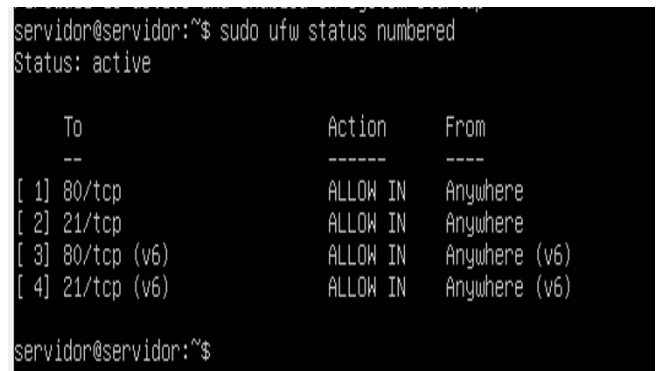 servidor@servidor:~$ sudo ufw status numbered
Status: active
To Action From
-- ------ ----
[ 1] 80/tcp ALLOW IN Anywhere
[ 2] 21/tcp ALLOW IN Anywhere
[ 3] 80/tcp (v6) ALLOW IN Anywhere (v6)
[ 4] 21/tcp (v6) ALLOW IN Anywhere (v6)
servidor@servidor:~$